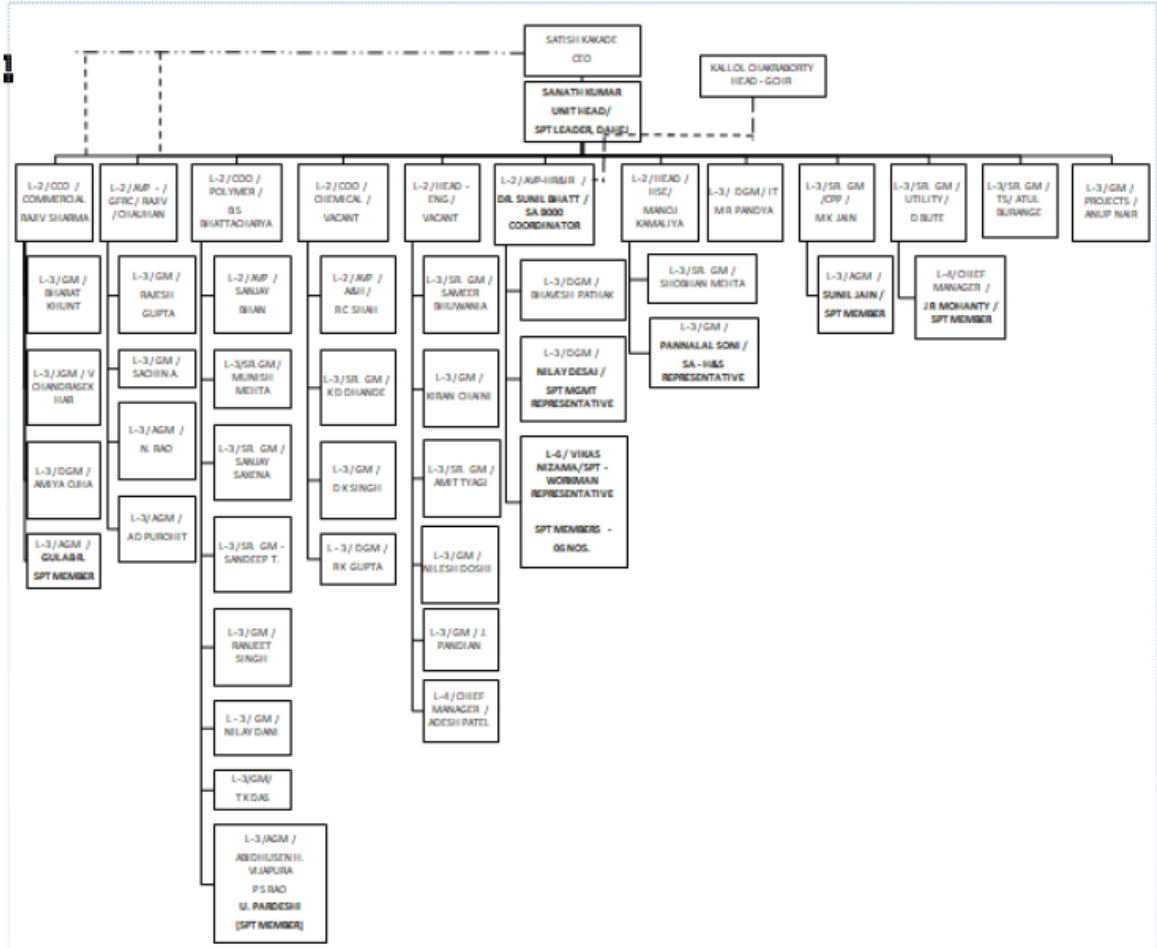 SATISH KAKADE
CEO
KALLOL CHAKRABORTY
HEAD - GCHR
SANATH KUMAR
UNIT HEAD/
SPT LEADER, DAHEJ
L-2/CCO /
COMMERCIAL
RAJIV SHARMA
L-2/AVP - /
GFRC/ RAJIV
/CHAUHAN
L-2/COO /
POLYMER /
BS
BHATTACHARYA
L-2/COO /
CHEMICAL /
VACANT
L-2/HEAD -
ENG/
VACANT
L-2/AVP-HR&IR /
DR. SUNIL BHATT /
SA 8000
COORDINATOR
L-2/HEAD /
HSE/
MANOJ
KAMALIYA
L-3/ DGM/ IT
MR PANDYA
L-3/SR. GM
/CPP /
MK JAIN
L-3/SR. GM /
UTILITY/
D BUTE
L-3/SR. GM /
TS/ ATUL
BURANGE
L-3/GM /
PROJECTS /
ANUP NAIR
L-3/GM /
BHARAT
KHUNT
L-3/JGM / V
CHANDRASEK
HAR
L-3/DGM /
AMIYA OJHA
L-3/AGM /
GULAB R.
SPT MEMBER
L-3/GM /
RAJESH
GUPTA
L-3/GM /
SACHIN A.
L-3/AGM /
N. RAO
L-3/AGM /
AD PUROHIT
L-2/AVP /
SANJAY
BHAN
L-3/SR.GM/
MUNISH
MEHTA
L-3/SR. GM /
SANJAY
SAXENA
L-3/SR. GM -
SANDEEP T.
L-3/GM /
RANJEET
SINGH
L-3/ GM /
NILAY DANI
L-3/GM/
T K DAS
L-3/AGM /
ABIDHUSEN H.
VIJAPURA
P S RAO
U. PARDESHI
(SPT MEMBER)
L-2/AVP /
A&H /
RC SHAH
L-3/SR. GM /
KD DHANDE
L-3/GM /
D K SINGH
L-3/ DGM /
RK GUPTA
L-3/SR. GM /
SAMEER
BHUWANIA
L-3/GM /
KIRAN CHAINI
L-3/SR. GM /
AMIT TYAGI
L-3/GM /
NILESH DOSHI
L-3/GM / J.
PANDIAN
L-4/CHIEF
MANAGER /
ADESH PATEL
L-3/DGM /
BHAVESH PATHAK
L-3/DGM /
NILAY DESAI /
SPT MGMT
REPRESENTATIVE
L-6/ VIKAS
NIZAMA/SPT -
WORKMAN
REPRESENTATIVE
SPT MEMBERS -
06 NOS.
L-3/SR. GM /
SHOBHAN MEHTA
L-3/GM /
PANNALAL SONI /
SA - H&S
REPRESENTATIVE
L-3/AGM /
SUNIL JAIN /
SPT MEMBER
L-4/CHIEF
MANAGER /
J R MOHANTY /
SPT MEMBER